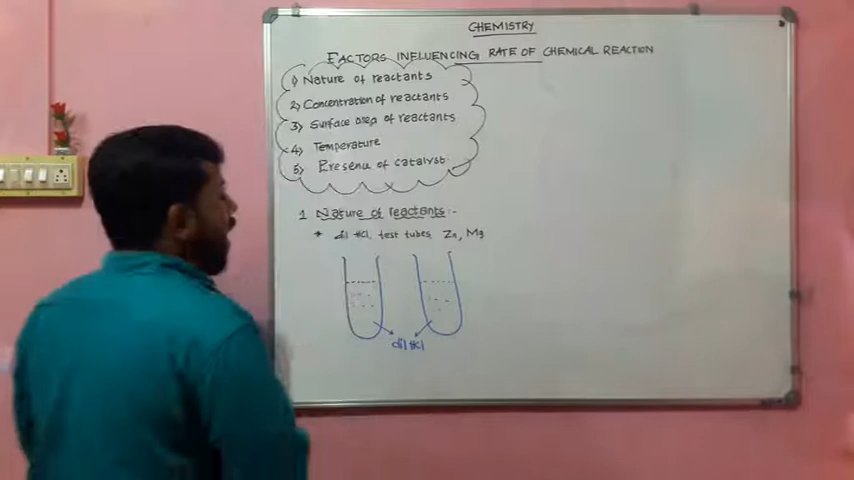 CHEMISTRY
FACTORS INFLUENCING RATE OF CHEMICAL REACTION
1) Nature of reactants
2) Concentration of reactants
3) Surface area of reactants
4) Temperature
5) Presence of catalyst
1 Nature of reactants:-
* dil HCl, test tubes, Zn, Mg
dil HCl